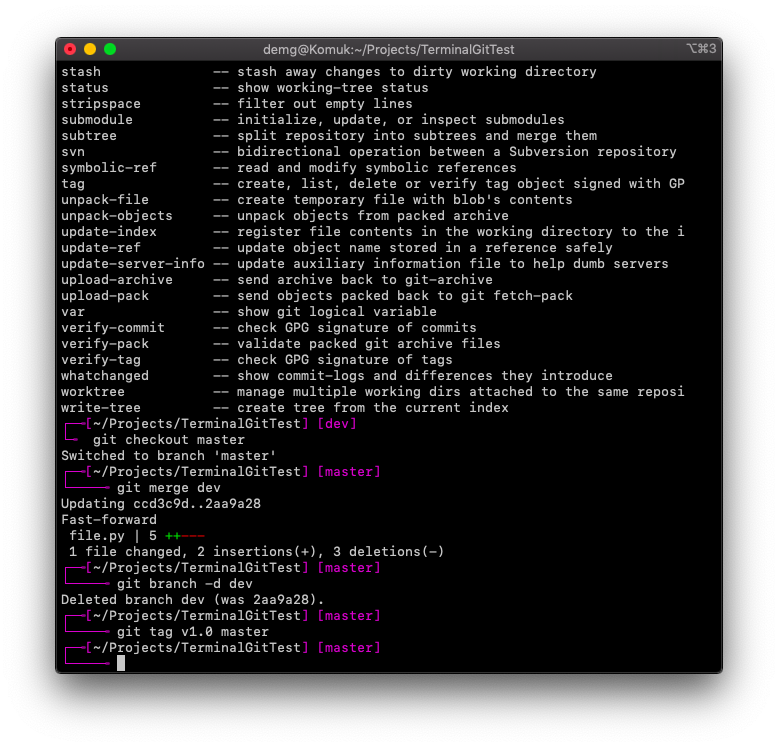 demg@Komuk:~/Projects/TerminalGitTest ⌥⌘3
stash -- stash away changes to dirty working directory
status -- show working-tree status
stripspace -- filter out empty lines
submodule -- initialize, update, or inspect submodules
subtree -- split repository into subtrees and merge them
svn -- bidirectional operation between a Subversion repository
symbolic-ref -- read and modify symbolic references
tag -- create, list, delete or verify tag object signed with GP
unpack-file -- create temporary file with blob's contents
unpack-objects -- unpack objects from packed archive
update-index -- register file contents in the working directory to the i
update-ref -- update object name stored in a reference safely
update-server-info -- update auxiliary information file to help dumb servers
upload-archive -- send archive back to git-archive
upload-pack -- send objects packed back to git fetch-pack
var -- show git logical variable
verify-commit -- check GPG signature of commits
verify-pack -- validate packed git archive files
verify-tag -- check GPG signature of tags
whatchanged -- show commit-logs and differences they introduce
worktree -- manage multiple working dirs attached to the same reposi
write-tree -- create tree from the current index
[~/Projects/TerminalGitTest] [dev]
git checkout master
Switched to branch 'master'
[~/Projects/TerminalGitTest] [master]
git merge dev
Updating ccd3c9d..2aa9a28
Fast-forward
file.py | 5 ++---
1 file changed, 2 insertions(+), 3 deletions(-)
[~/Projects/TerminalGitTest] [master]
git branch -d dev
Deleted branch dev (was 2aa9a28).
[~/Projects/TerminalGitTest] [master]
git tag v1.0 master
[~/Projects/TerminalGitTest] [master]